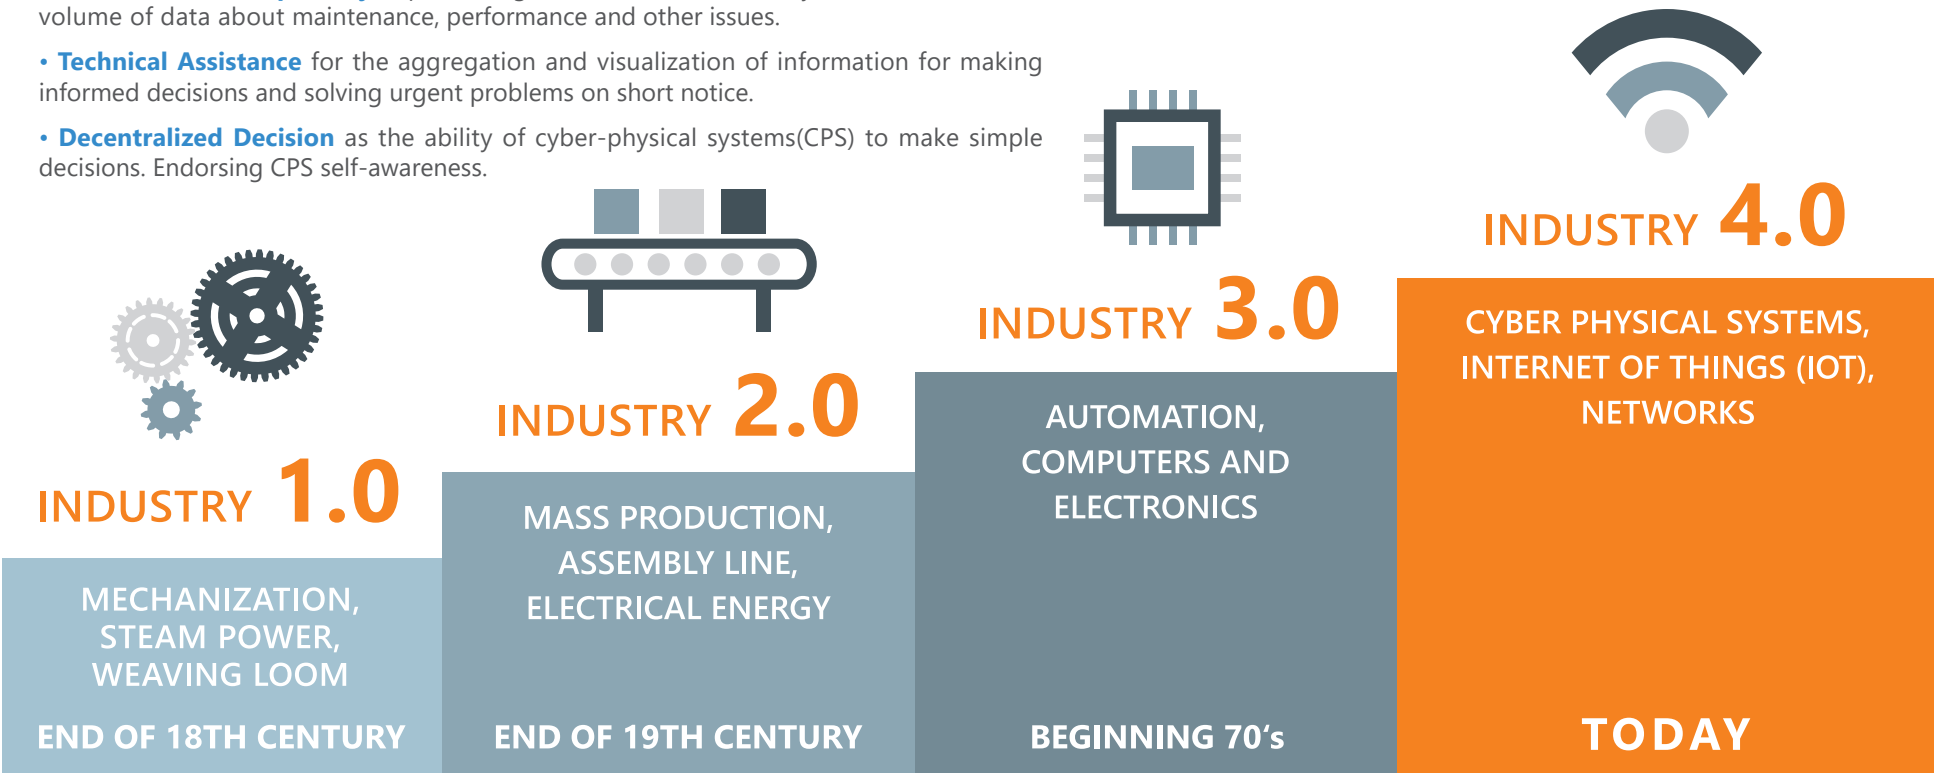 volume of data about maintenance, performance and other issues.
• Technical Assistance for the aggregation and visualization of information for making
informed decisions and solving urgent problems on short notice.
• Decentralized Decision as the ability of cyber-physical systems(CPS) to make simple
decisions. Endorsing CPS self-awareness.
INDUSTRY 1.0
MECHANIZATION,
STEAM POWER,
WEAVING LOOM
END OF 18TH CENTURY
INDUSTRY 2.0
MASS PRODUCTION,
ASSEMBLY LINE,
ELECTRICAL ENERGY
END OF 19TH CENTURY
INDUSTRY 3.0
AUTOMATION,
COMPUTERS AND
ELECTRONICS
BEGINNING 70‘s
INDUSTRY 4.0
CYBER PHYSICAL SYSTEMS,
INTERNET OF THINGS (IOT),
NETWORKS
TODAY